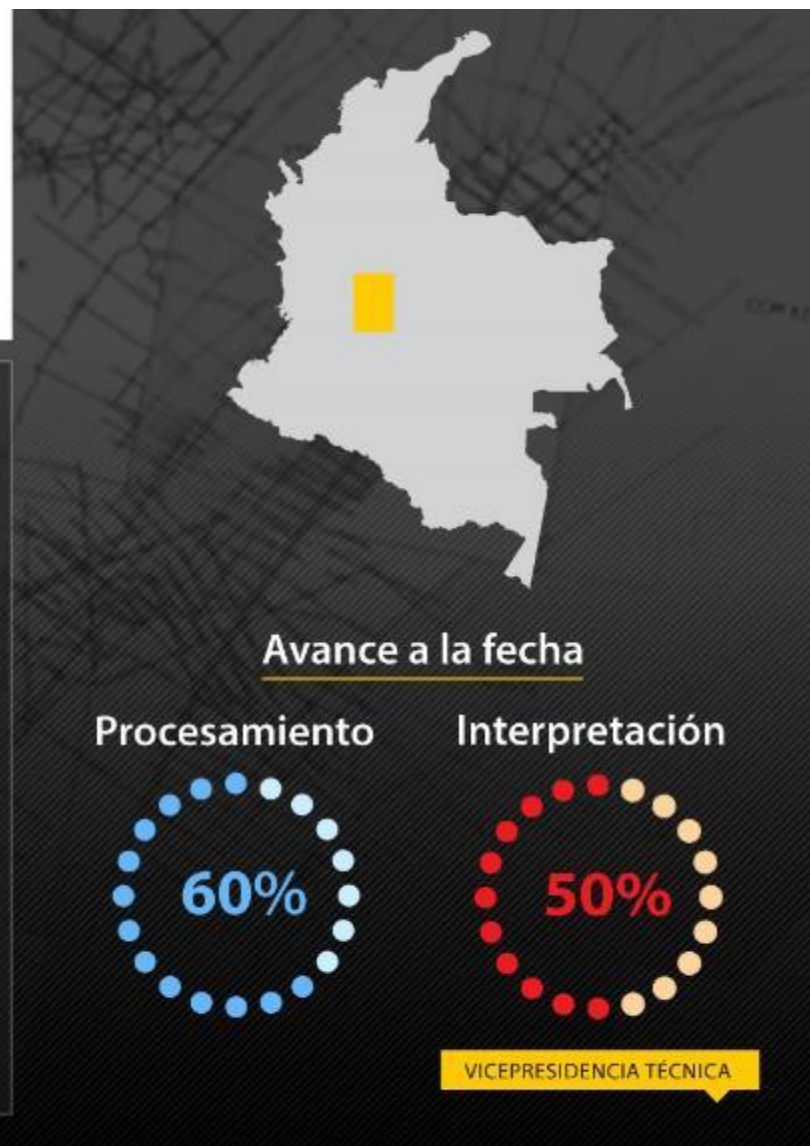 Avance a la fecha
Procesamiento
Interpretación
60%
50%
VICEPRESIDENCIA TÉCNICA